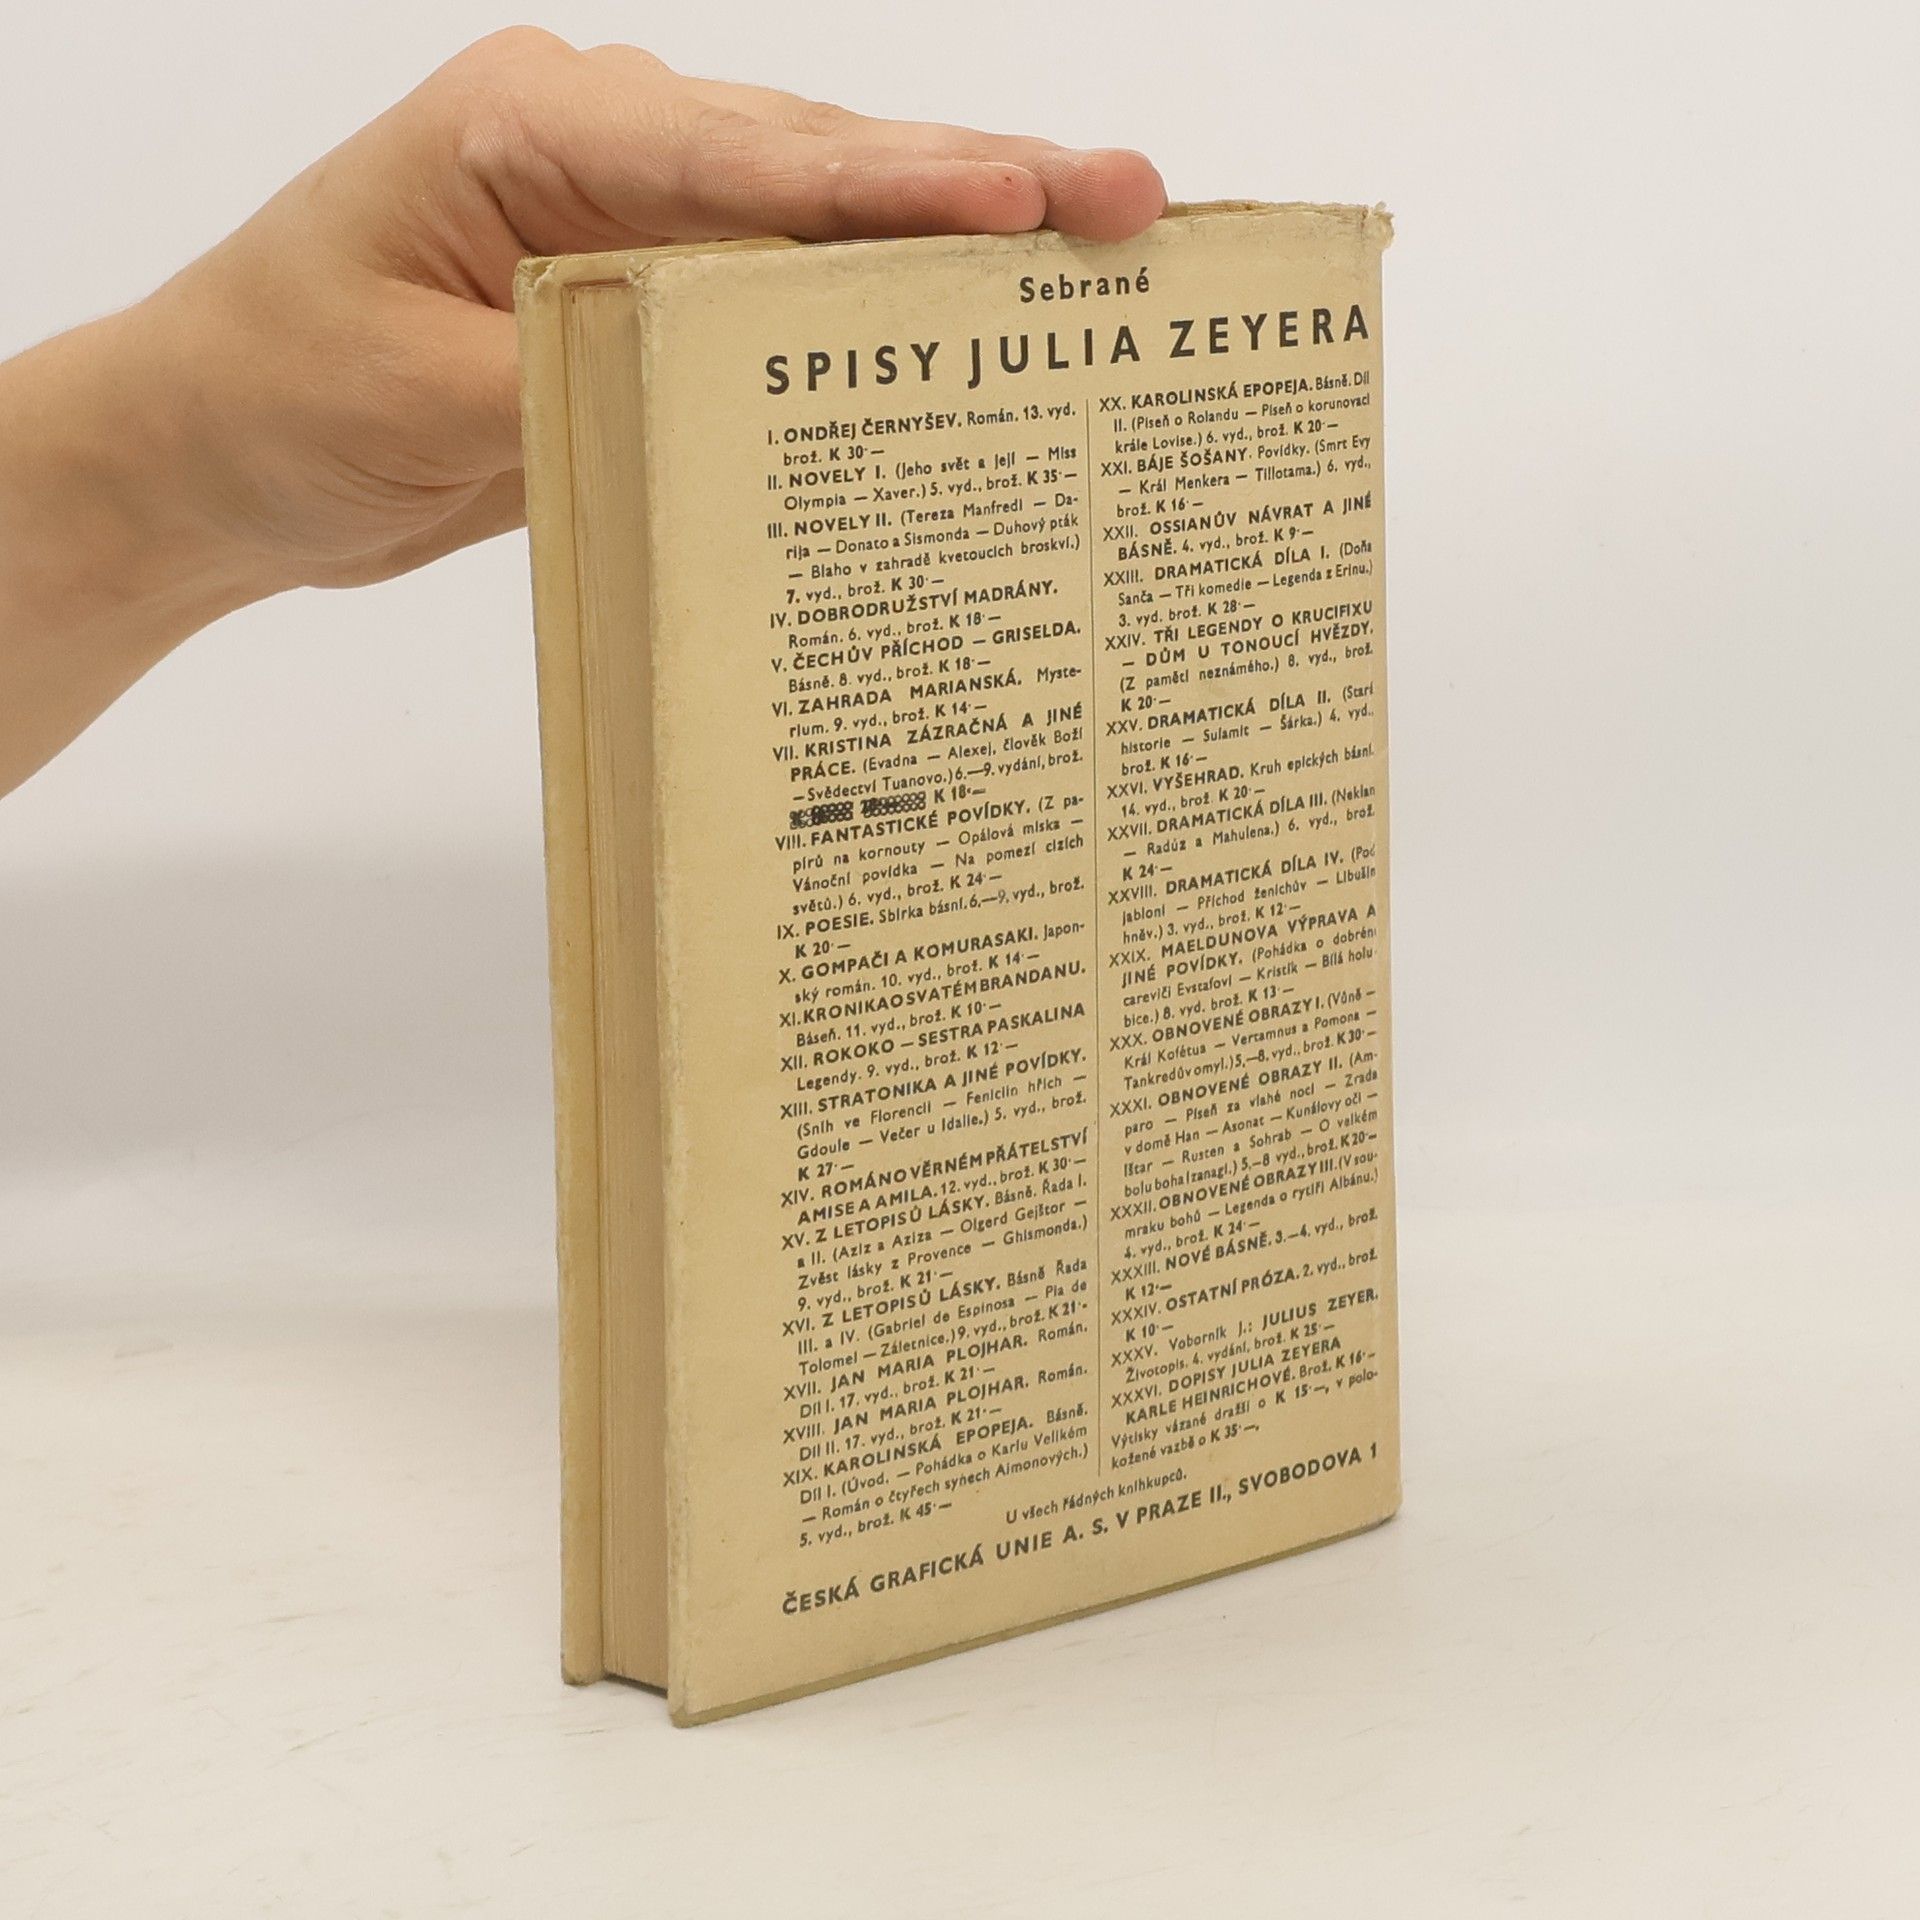 Sebrané
SPISY JULIA ZEYERA
I. ONDŘEJ ČERNYŠEV. Román. 13. vyd.
brož. K 30·—
II. NOVELY I. (Jeho svět a její — Miss
Olympia — Xaver.) 5. vyd., brož. K 35·—
III. NOVELY II. (Tereza Manfredi — Da-
rija — Donato a Sismonda — Duhový pták
— Blaho v zahradě kvetoucích broskví.)
7. vyd., brož. K 30·—
IV. DOBRODRUŽSTVÍ MADRÁNY.
Román. 6. vyd., brož. K 18·—
V. ČECHŮV PŘÍCHOD — GRISELDA.
Básně. 8. vyd., brož. K 18·—
VI. ZAHRADA MARIANSKÁ. Myste-
rium. 9. vyd., brož. K 14·—
VII. KRISTINA ZÁZRAČNÁ A JINÉ
PRÁCE. (Evadna — Alexej, člověk Boží
— Svědectví Tuanovo.) 6.—9. vydání, brož.
K 18·—
VIII. FANTASTICKÉ POVÍDKY. (Z pa-
pírů na kornouty — Opálová miska —
Vánoční povídka — Na pomezí cizích
světů.) 6. vyd., brož. K 24·—
IX. POESIE. Sbírka básní. 6.—9. vyd., brož.
K 20·—
X. GOMPAČI A KOMURASAKI. Japon-
ský román. 10. vyd., brož. K 14·—
XI. KRONIKA O SVATÉM BRANDANU.
Báseň. 11. vyd., brož. K 10·—
XII. ROKOKO — SESTRA PASKALINA
Legendy. 9. vyd., brož. K 12·—
XIII. STRATONIKA A JINÉ POVÍDKY.
(Sníh ve Florencii — Feniciin hřích —
Gdoule — Večer u Idalie.) 5. vyd., brož.
K 27·—
XIV. ROMÁN O VĚRNÉM PŘÁTELSTVÍ
AMISE A AMILA. 12. vyd., brož. K 30·—
XV. Z LETOPISŮ LÁSKY. Básně. Řada I.
a II. (Aziz a Aziza — Olgerd Gejštor —
Zvěst lásky z Provence — Ghismonda.)
9. vyd., brož. K 21·—
XVI. Z LETOPISŮ LÁSKY. Básně Řada
III. a IV. (Gabriel de Espinosa — Pia de
Tolomei — Záletnice.) 9. vyd., brož. K 21·-
XVII. JAN MARIA PLOJHAR. Román.
Díl I. 17. vyd., brož. K 21·—
XVIII. JAN MARIA PLOJHAR. Román.
Díl II. 17. vyd., brož. K 21·—
XIX. KAROLINSKÁ EPOPEJA. Básně.
Díl I. (Úvod. — Pohádka o Karlu Velikém
— Román o čtyřech synech Aimonových.)
5. vyd., brož. K 45·—
XX. KAROLINSKÁ EPOPEJA. Básně. Díl
II. (Píseň o Rolandu — Píseň o korunovaci
krále Lovise.) 6. vyd., brož. K 20·—
XXI. BÁJE ŠOŠANY. Povídky. (Smrt Evy
— Král Menkera — Tillotama.) 6. vyd.,
brož. K 16·—
XXII. OSSIANŮV NÁVRAT A JINÉ
BÁSNĚ. 4. vyd., brož. K 9·—
XXIII. DRAMATICKÁ DÍLA I. (Doňa
Sanča — Tři komedie — Legenda z Erinu.)
3. vyd. brož. K 28·—
XXIV. TŘI LEGENDY O KRUCIFIXU
— DŮM U TONOUCÍ HVĚZDY.
(Z pamětí neznámého.) 8. vyd., brož.
K 20·—
XXV. DRAMATICKÁ DÍLA II. (Stará
historie — Sulamit — Šárka.) 4. vyd.,
brož. K 16·—
XXVI. VYŠEHRAD. Kruh epických básní.
14. vyd., brož. K 20·—
XXVII. DRAMATICKÁ DÍLA III. (Neklan
— Radúz a Mahulena.) 6. vyd., brož.
K 24·—
XXVIII. DRAMATICKÁ DÍLA IV. (Pod
jabloní — Příchod ženichův — Libušin
hněv.) 3. vyd., brož. K 12·—
XXIX. MAELDUNOVA VÝPRAVA A
JINÉ POVÍDKY. (Pohádka o dobrém
careviči Evstafovi — Kristik — Bílá holu-
bice.) 8. vyd. brož. K 13·—
XXX. OBNOVENÉ OBRAZY I. (Vůně —
Král Kofétua — Vertamnus a Pomona —
Tankredův omyl.) 5.—8. vyd., brož. K 30·—
XXXI. OBNOVENÉ OBRAZY II. (Am-
paro — Píseň za vlahé noci — Zrada
v domě Han — Asonat — Kunálovy oči —
Ištar — Rusten a Sohrab — O velkém
bolu boha Izanagi.) 5.—8 vyd., brož. K 20·—
XXXII. OBNOVENÉ OBRAZY III. (V sou-
mraku bohů — Legenda o rytíři Albánu.)
4. vyd., brož. K 24·—
XXXIII. NOVÉ BÁSNĚ. 3.—4. vyd., brož.
K 12·—
XXXIV. OSTATNÍ PRÓZA. 2. vyd., brož.
K 10·—
XXXV. Voborník J.: JULIUS ZEYER.
Životopis. 4. vydání, brož. K 25·—
XXXVI. DOPISY JULIA ZEYERA
KARLE HEINRICHOVÉ. Brož. K 16·—
Výtisky vázané dražší o K 15·—, v polo-
kožené vazbě o K 35·—,
U všech řádných knihkupců.
ČESKÁ GRAFICKÁ UNIE A. S. V PRAZE II., SVOBODOVA 1